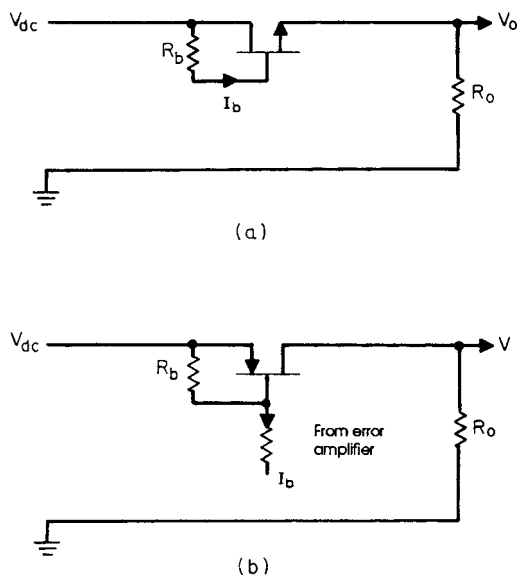 Vdc
Vo
Rb
Ib
Ro
(a)
Vdc
V
Rb
From error
amplifier
Ro
Ib
(b)